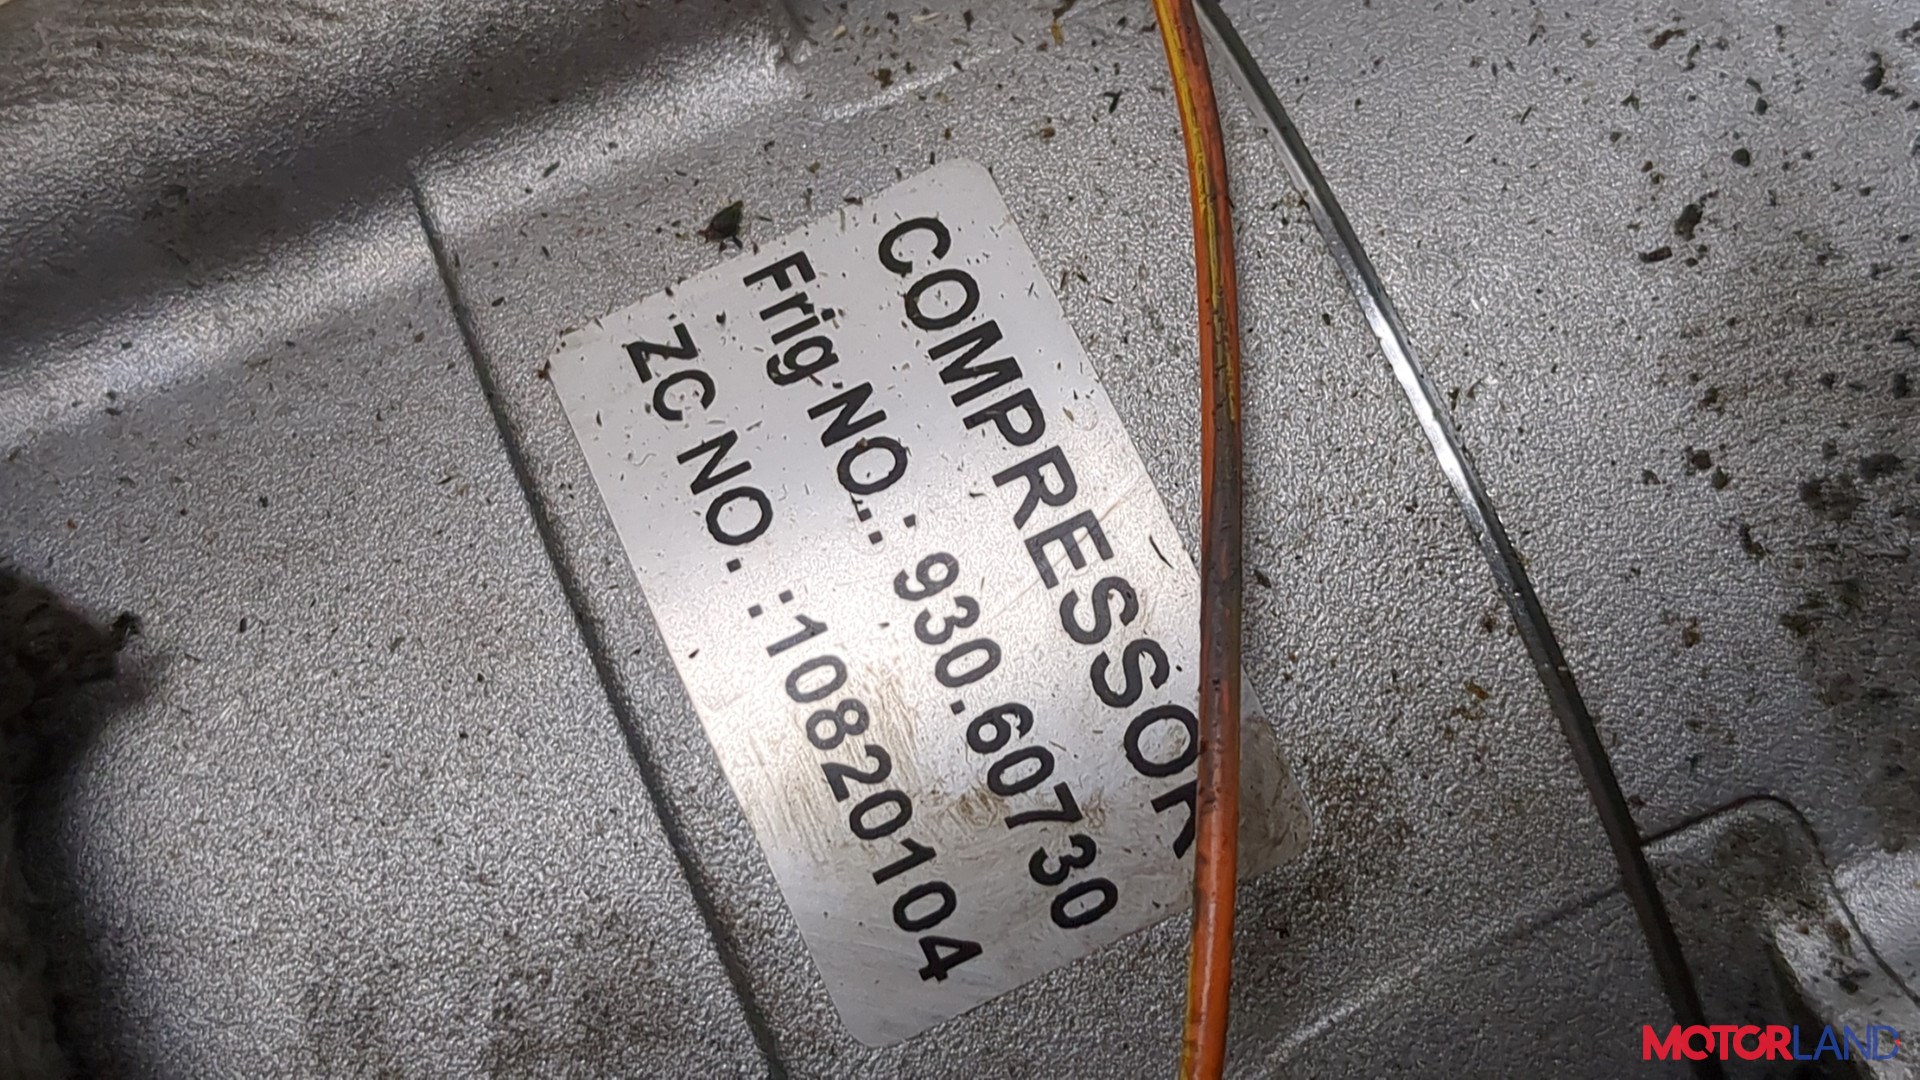 COMPRESSOR
Frig.NO.: 930.60730
ZC NO. :10820104
MOTORLAND